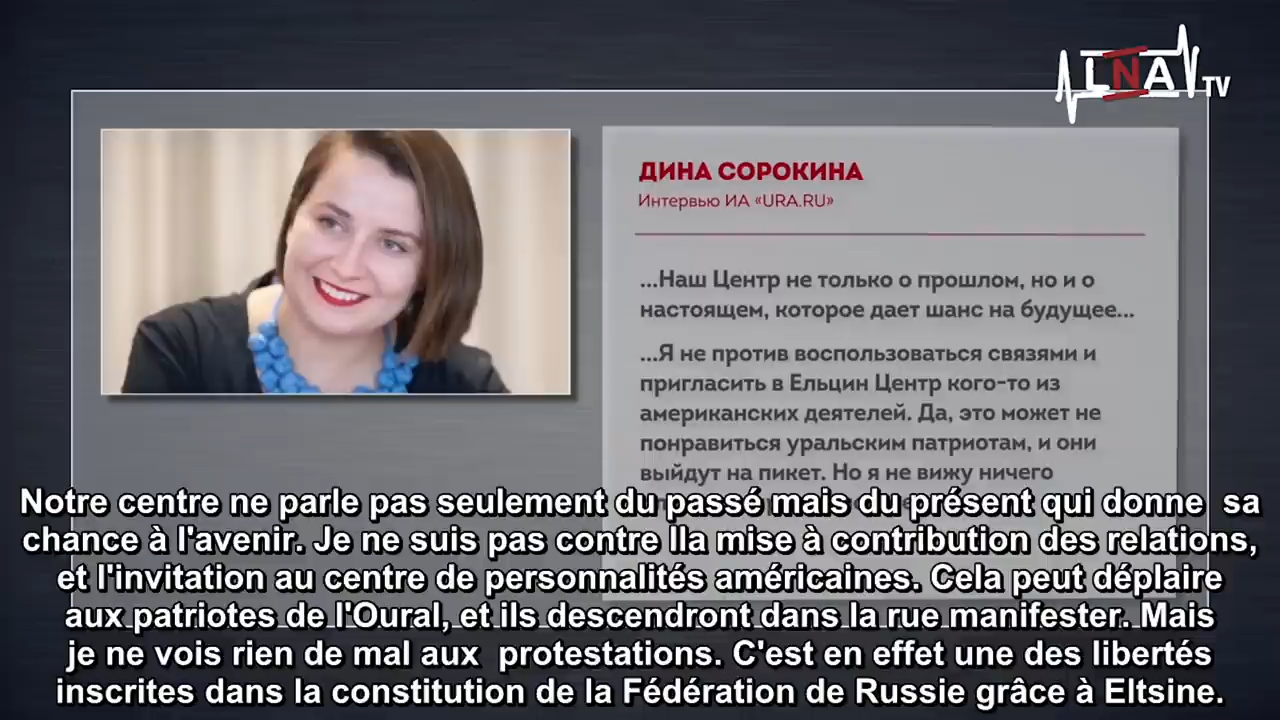 LNA TV
ДИНА СОРОКИНА
Интервью ИА «URA.RU»
...Наш Центр не только о прошлом, но и о
настоящем, которое дает шанс на будущее...
...Я не против воспользоваться связями и
пригласить в Ельцин Центр кого-то из
американских деятелей. Да, это может не
понравиться уральским патриотам, и они
выйдут на пикет. Но я не вижу ничего
Notre centre ne parle pas seulement du passé mais du présent qui donne sa
chance à l'avenir. Je ne suis pas contre lla mise à contribution des relations,
et l'invitation au centre de personnalités américaines. Cela peut déplaire
aux patriotes de l'Oural, et ils descendront dans la rue manifester. Mais
je ne vois rien de mal aux protestations. C'est en effet une des libertés
inscrites dans la constitution de la Fédération de Russie grâce à Eltsine.